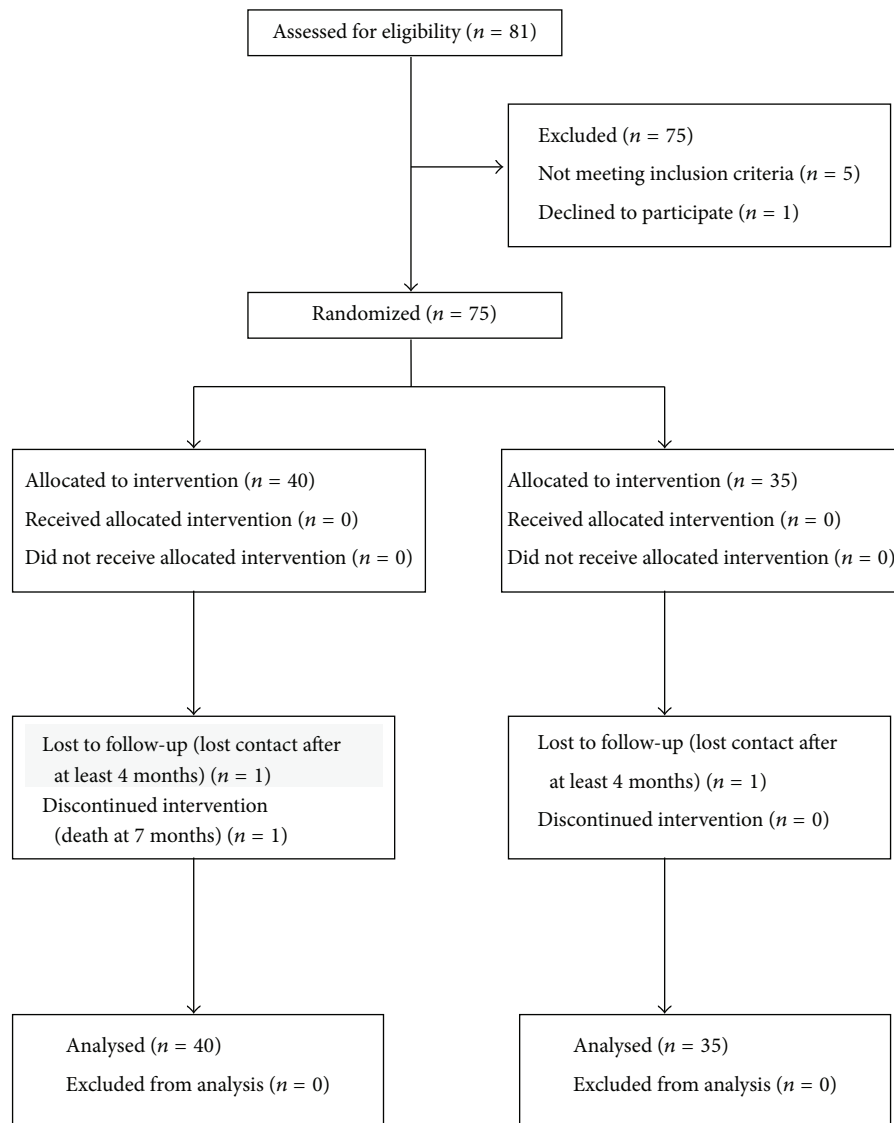 Assessed for eligibility (n = 81)
Excluded (n = 75)
Not meeting inclusion criteria (n = 5)
Declined to participate (n = 1)
Randomized (n = 75)
Allocated to intervention (n = 40)
Received allocated intervention (n = 0)
Did not receive allocated intervention (n = 0)
Allocated to intervention (n = 35)
Received allocated intervention (n = 0)
Did not receive allocated intervention (n = 0)
Lost to follow-up (lost contact after
at least 4 months) (n = 1)
Discontinued intervention
(death at 7 months) (n = 1)
Lost to follow-up (lost contact after
at least 4 months) (n = 1)
Discontinued intervention (n = 0)
Analysed (n = 40)
Excluded from analysis (n = 0)
Analysed (n = 35)
Excluded from analysis (n = 0)